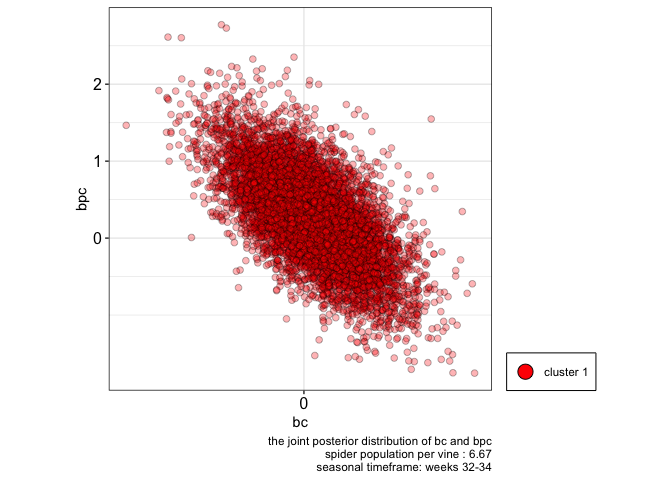 2
1
0
bpc
0
bc
cluster 1
the joint posterior distribution of bc and bpc
spider population per vine : 6.67
seasonal timeframe: weeks 32-34